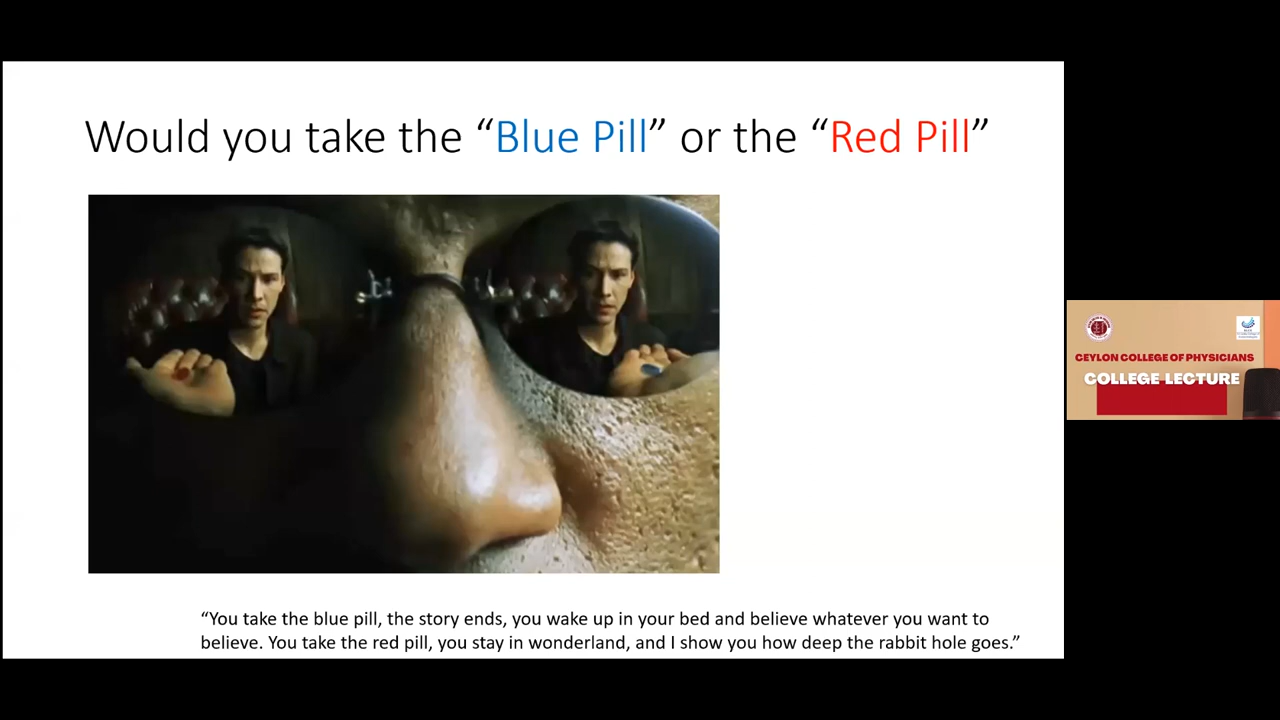 Would you take the “Blue Pill” or the “Red Pill”
“You take the blue pill, the story ends, you wake up in your bed and believe whatever you want to
believe. You take the red pill, you stay in wonderland, and I show you how deep the rabbit hole goes.”
CEYLON COLLEGE OF PHYSICIANS
COLLEGE LECTURE